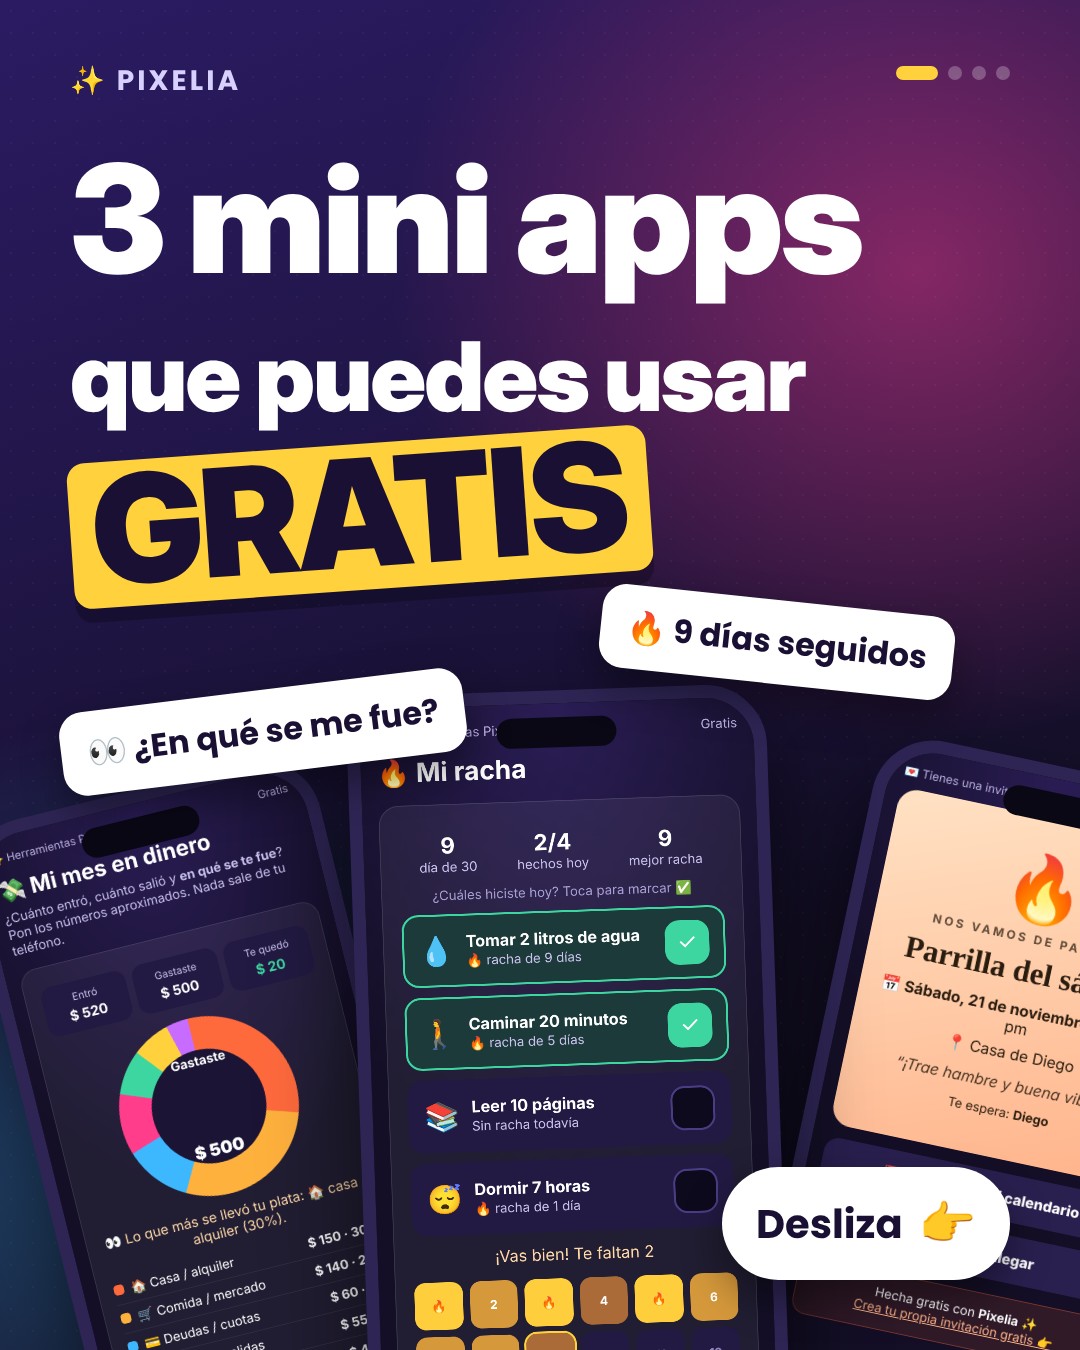 ✨ PIXELIA
3 mini apps
que puedes usar
GRATIS
🔥 9 días seguidos
👀 ¿En qué se me fue?
Gratis
Herramientas
💸 Mi mes en dinero
¿Cuánto entró, cuánto salió y en qué se te fue?
Pon los números aproximados. Nada sale de tu
teléfono.
Entró
$ 520
Gastaste
$ 500
Te quedó
$ 20
Gastaste
$ 500
👀 Lo que más se llevó tu plata: 🏠 casa
alquiler (30%).
🏠 Casa / alquiler
$ 150 · 30
🛒 Comida / mercado
$ 140 · 2
💳 Deudas / cuotas
$ 60 ·
$ 55
Gratis
🔥 Mi racha
9
día de 30
2/4
hechos hoy
9
mejor racha
¿Cuáles hiciste hoy? Toca para marcar ✅
💧 Tomar 2 litros de agua
🔥 racha de 9 días
🚶 Caminar 20 minutos
🔥 racha de 5 días
📚 Leer 10 páginas
Sin racha todavía
😴 Dormir 7 horas
🔥 racha de 1 día
¡Vas bien! Te faltan 2
🔥 2 🔥 4 🔥 6
💌 Tienes una
🔥
NOS VAMOS DE
Parrilla del
📅 Sábado, 21 de
pm
📍 Casa de Diego
“¡Trae hambre y buena
Te espera: Diego
calendario
Desliza 👉
Hecha gratis con Pixelia ✨
Crea tu propia invitación gratis 👉